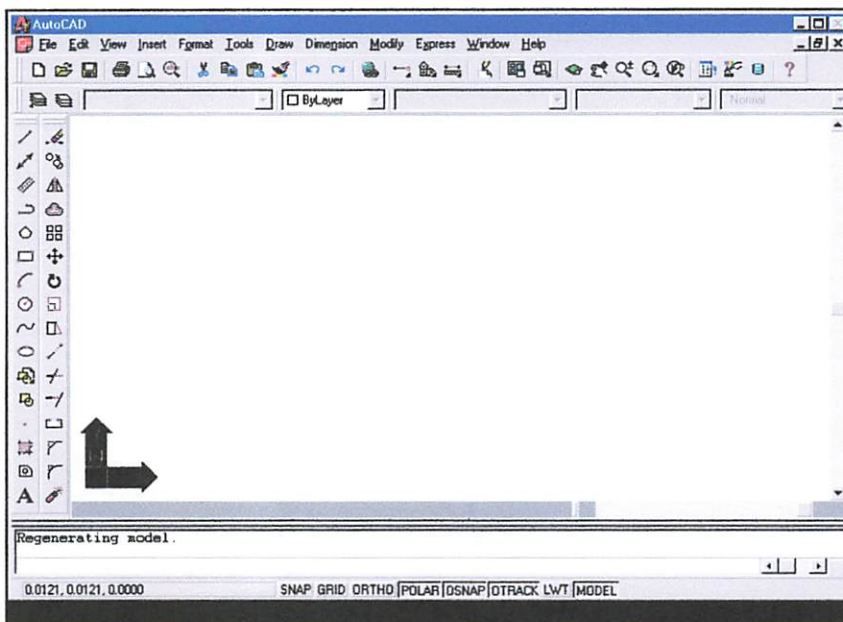 AutoCAD
File Edit View Insert Format Tools Draw Dimension Modify Express Window Help
ByLayer Normal
A
Regenerating model.
0.0121, 0.0121, 0.0000 SNAP GRID ORTHO POLAR OSNAP OTRACK LWT MODEL